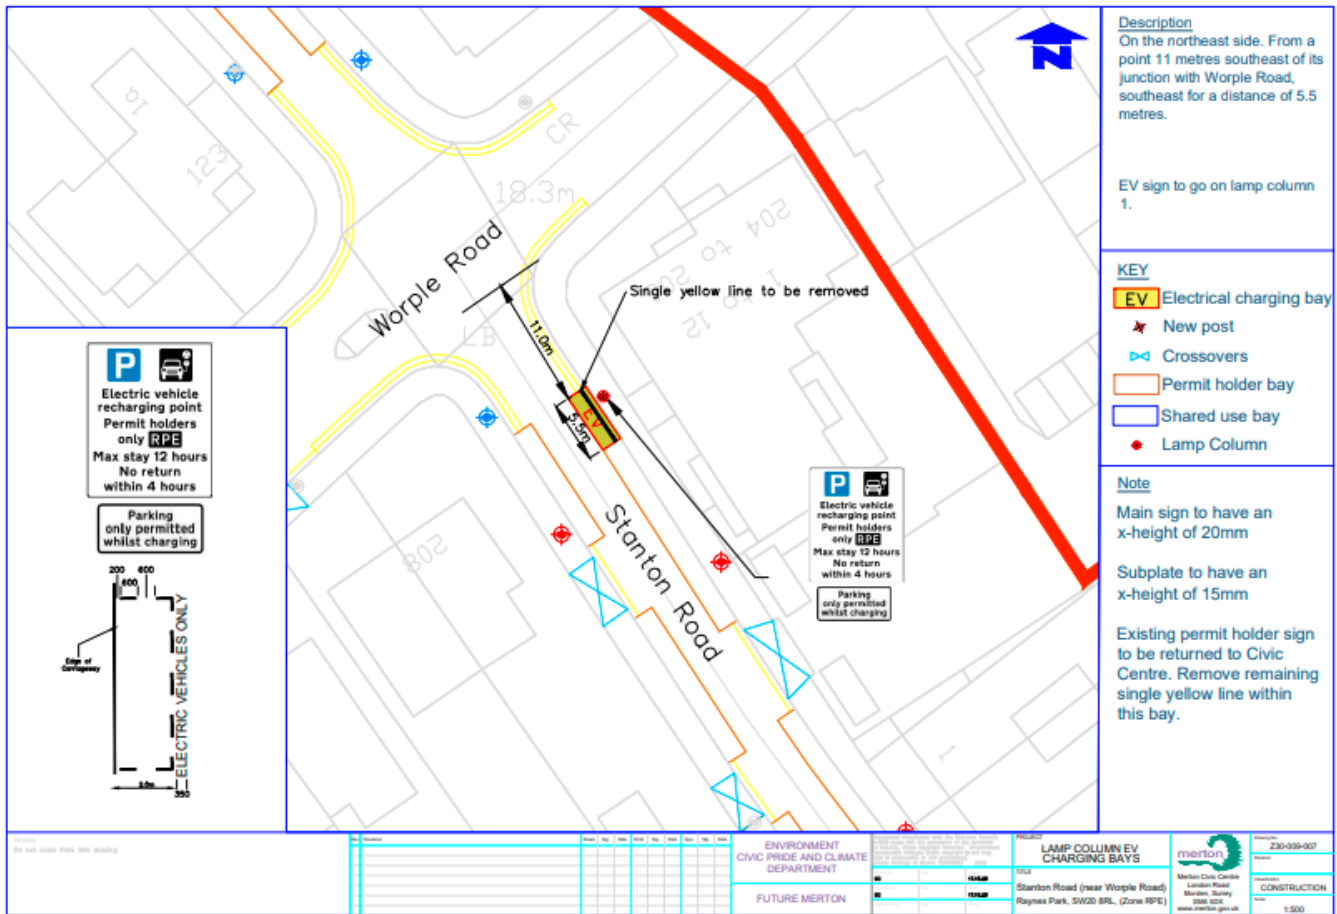 Description
On the northeast side. From a
point 11 metres southeast of its
junction with Worple Road,
southeast for a distance of 5.5
metres.
EV sign to go on lamp column
1.
KEY
EV Electrical charging bay
New post
Crossovers
Permit holder bay
Shared use bay
Lamp Column
Note
Main sign to have an
x-height of 20mm
Subplate to have an
x-height of 15mm
Existing permit holder sign
to be returned to Civic
Centre. Remove remaining
single yellow line within
this bay.
N
123
CR
18.3m
Worple Road
LB
11.0m
Single yellow line to be removed
1 to 12
EV
5.5m
208
Stanton Road
1
P
Electric vehicle
recharging point
Permit holders
only RPE
Max stay 12 hours
No return
within 4 hours
Parking
only permitted
whilst charging
P
Electric vehicle
recharging point
Permit holders
only RPE
Max stay 12 hours
No return
within 4 hours
Parking
only permitted
whilst charging
200 600
600
Edge of
Carriageway
ELECTRIC VEHICLES ONLY
350
Do not scale from this drawing
ENVIRONMENT
CIVIC PRIDE AND CLIMATE
DEPARTMENT
FUTURE MERTON
PROJECT
LAMP COLUMN EV
CHARGING BAYS
TITLE
Stanton Road (near Worple Road)
Raynes Park, SW20 8RL, (Zone RPE)
merton
Merton Civic Centre
London Road
Morden, Surrey
SM4 5DX
www.merton.gov.uk
Z30-009-007
CONSTRUCTION
1:500